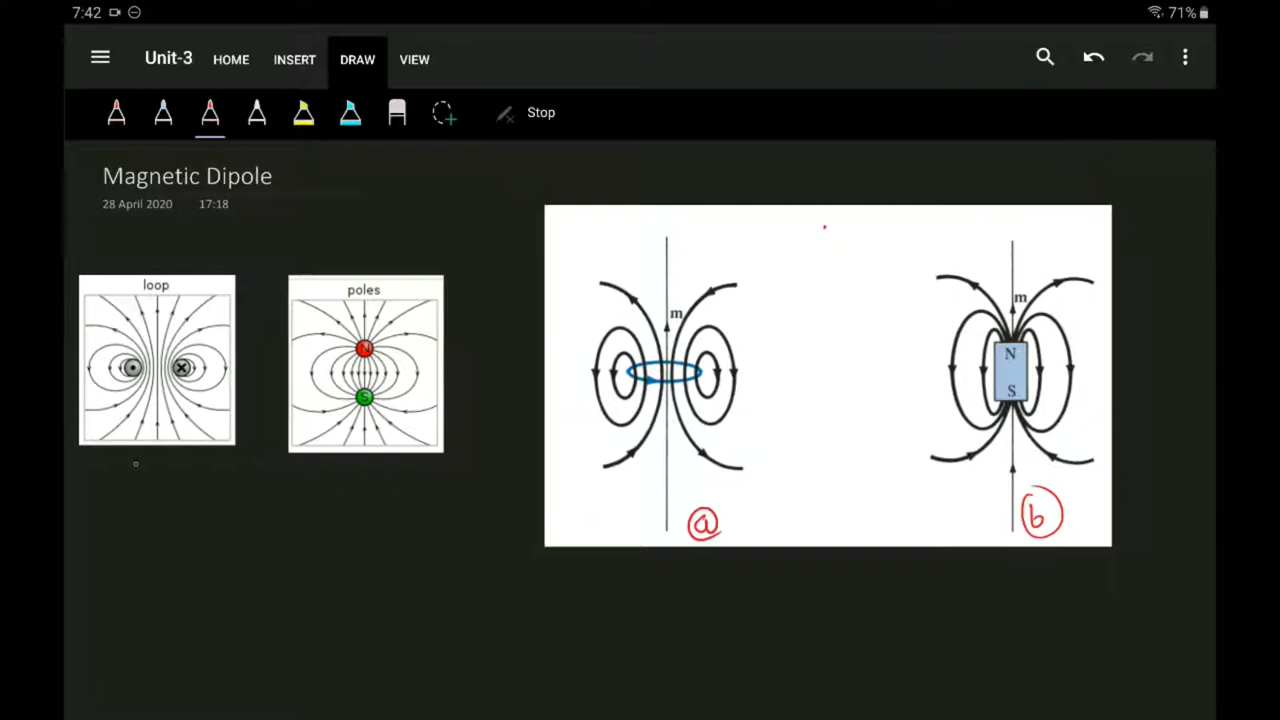 7:42 71%
Unit-3 HOME INSERT DRAW VIEW
Stop
Magnetic Dipole
28 April 2020 17:18
loop
poles
N
S
m
a
m
N
S
b